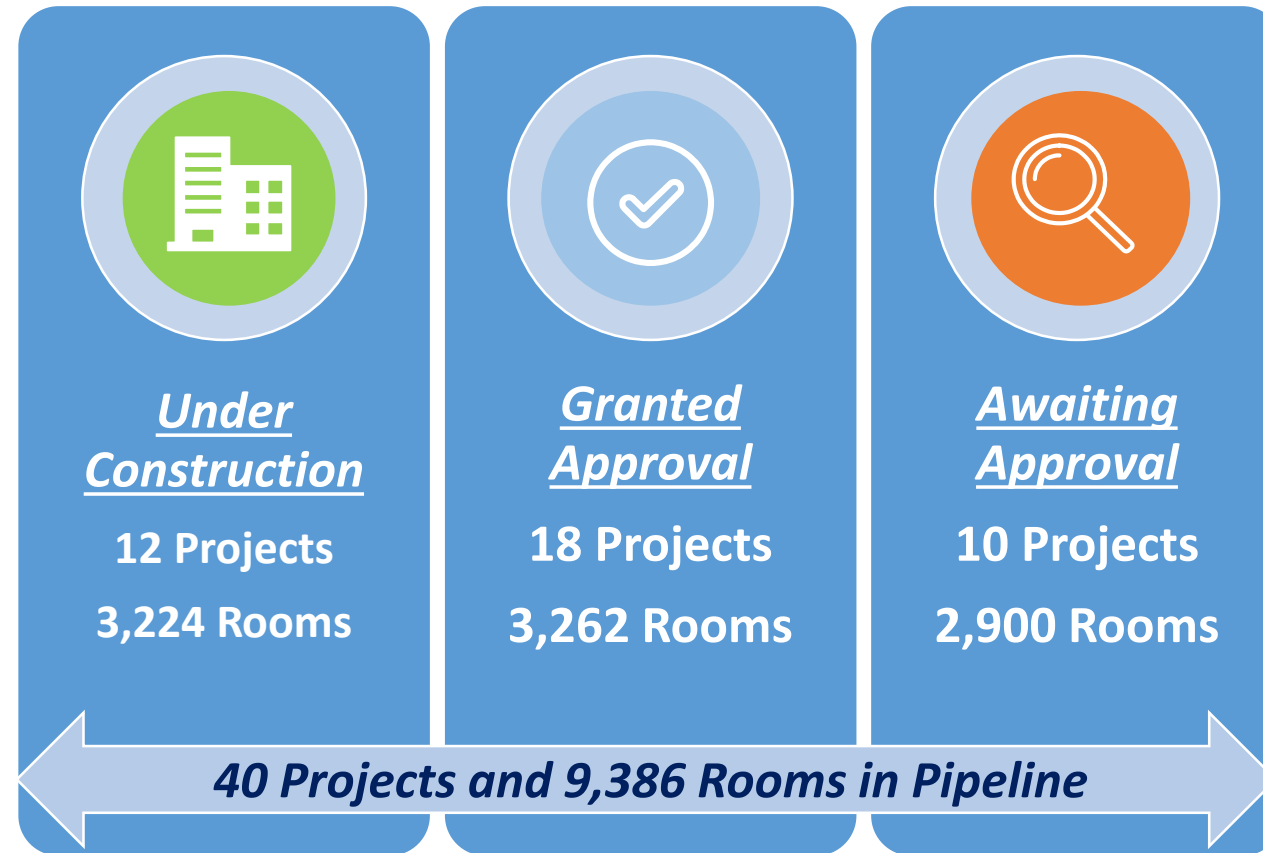 Under
Construction
12 Projects
3,224 Rooms
Granted
Approval
18 Projects
3,262 Rooms
Awaiting
Approval
10 Projects
2,900 Rooms
40 Projects and 9,386 Rooms in Pipeline